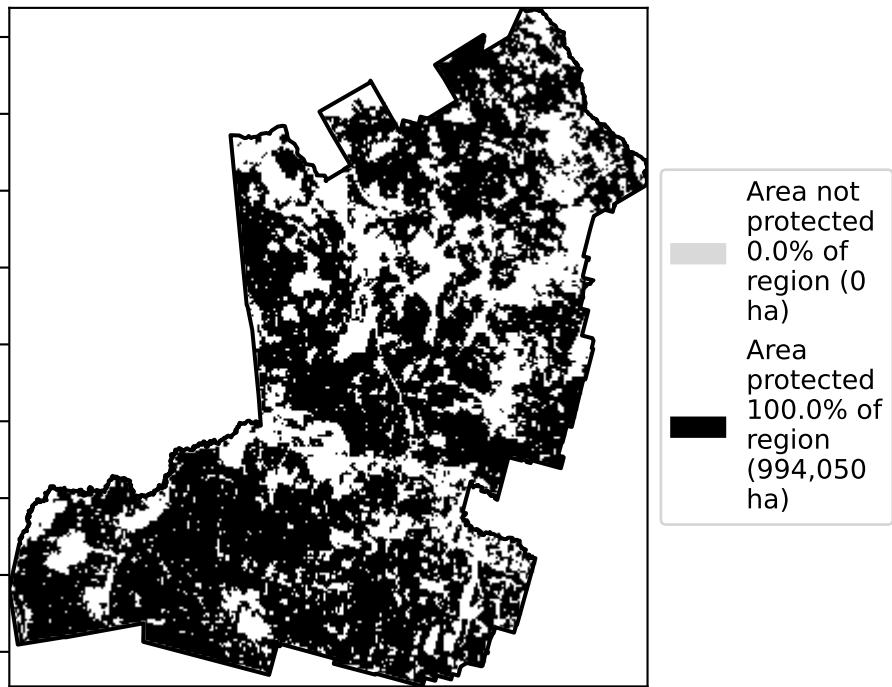 Area not
protected
0.0% of
region (0
ha)
Area
protected
100.0% of
region
(994,050
ha)